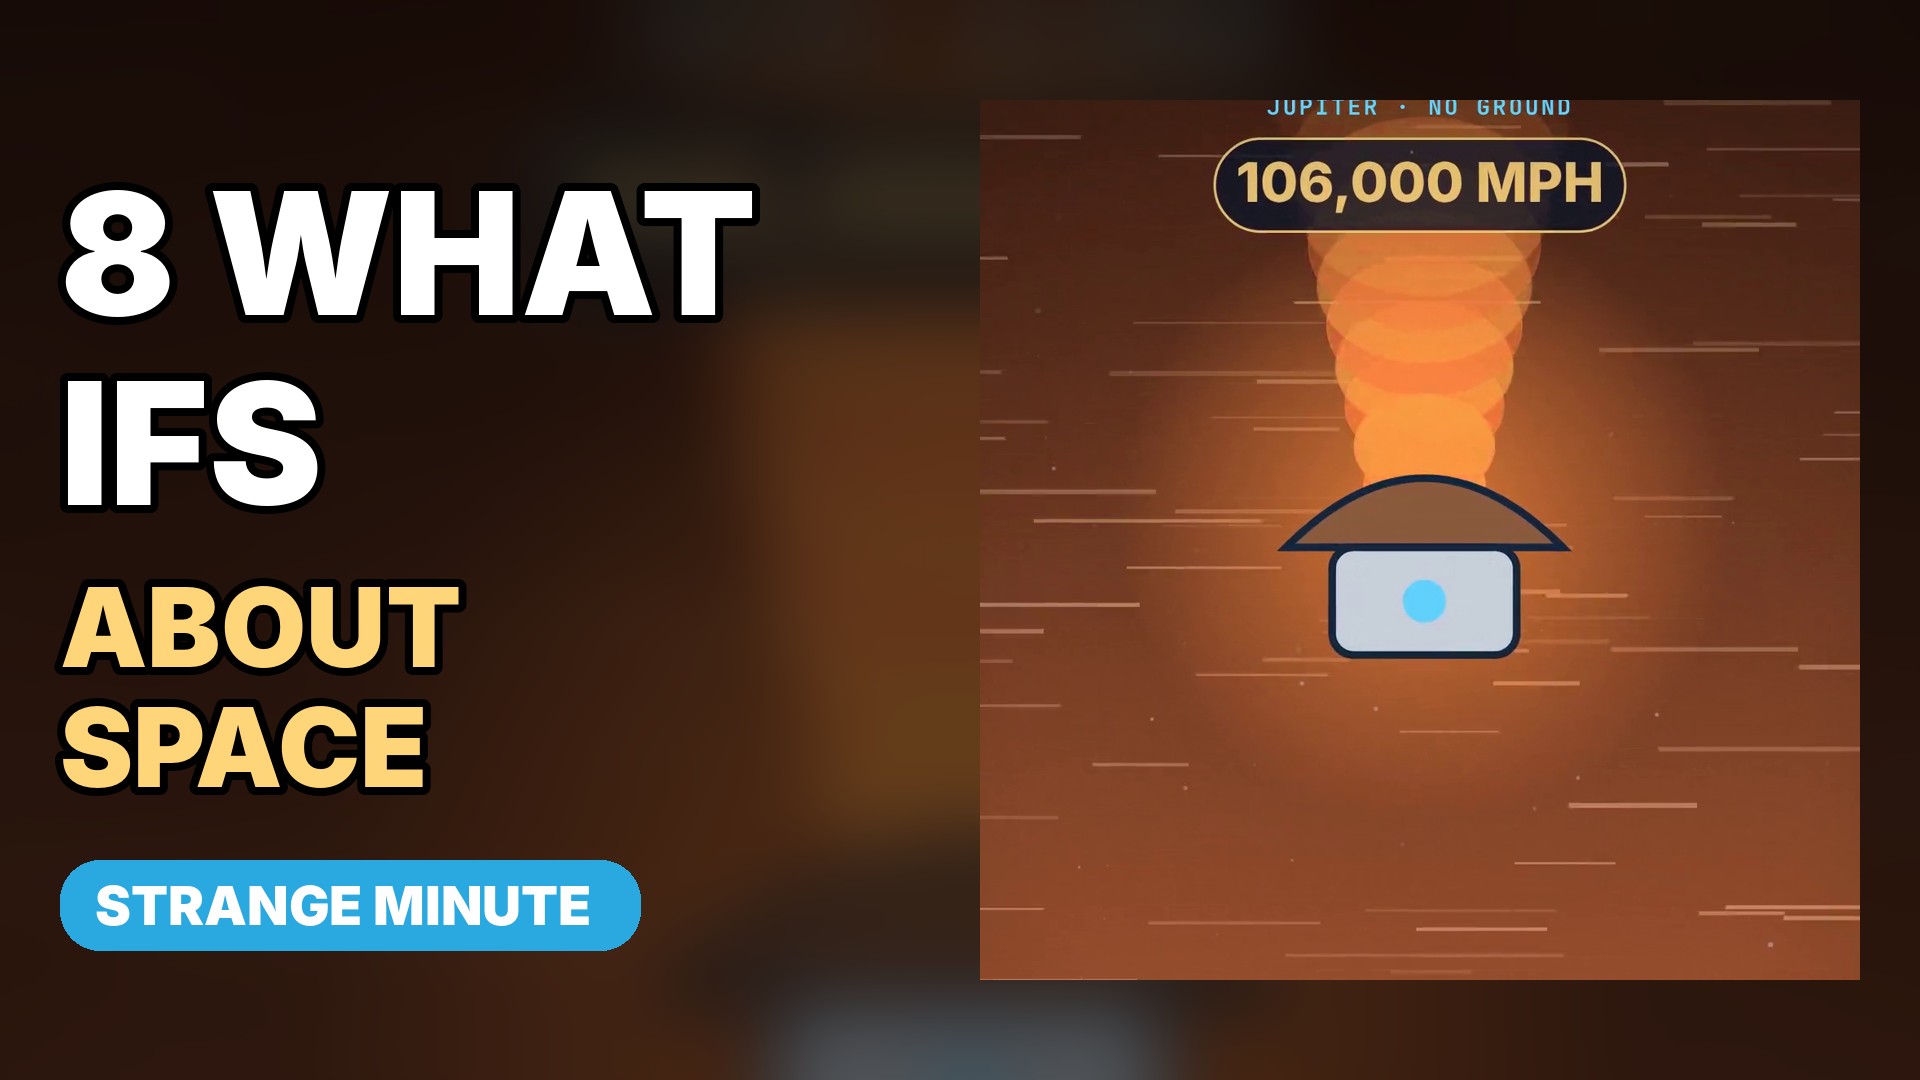 8 WHAT
IFS
ABOUT
SPACE
STRANGE MINUTE
JUPITER · NO GROUND
106,000 MPH